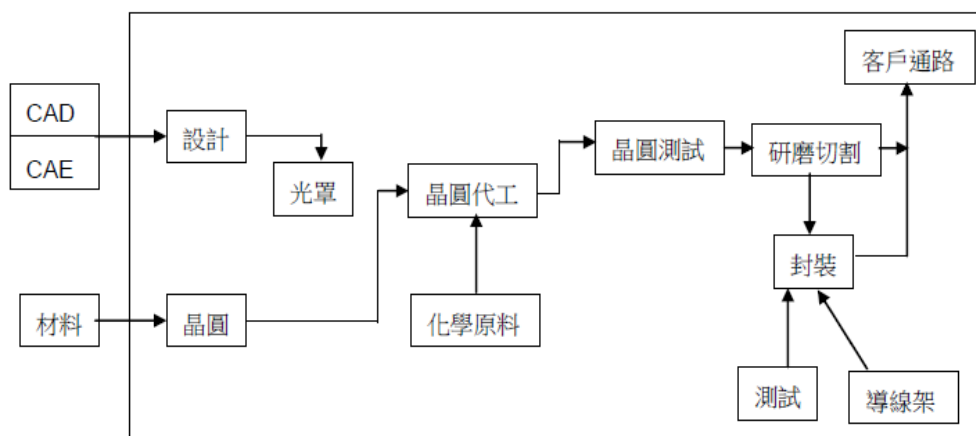 客戶通路
CAD
CAE
設計
晶圓測試
研磨切割
光罩
晶圓代工
封裝
材料
晶圓
化學原料
測試
導線架